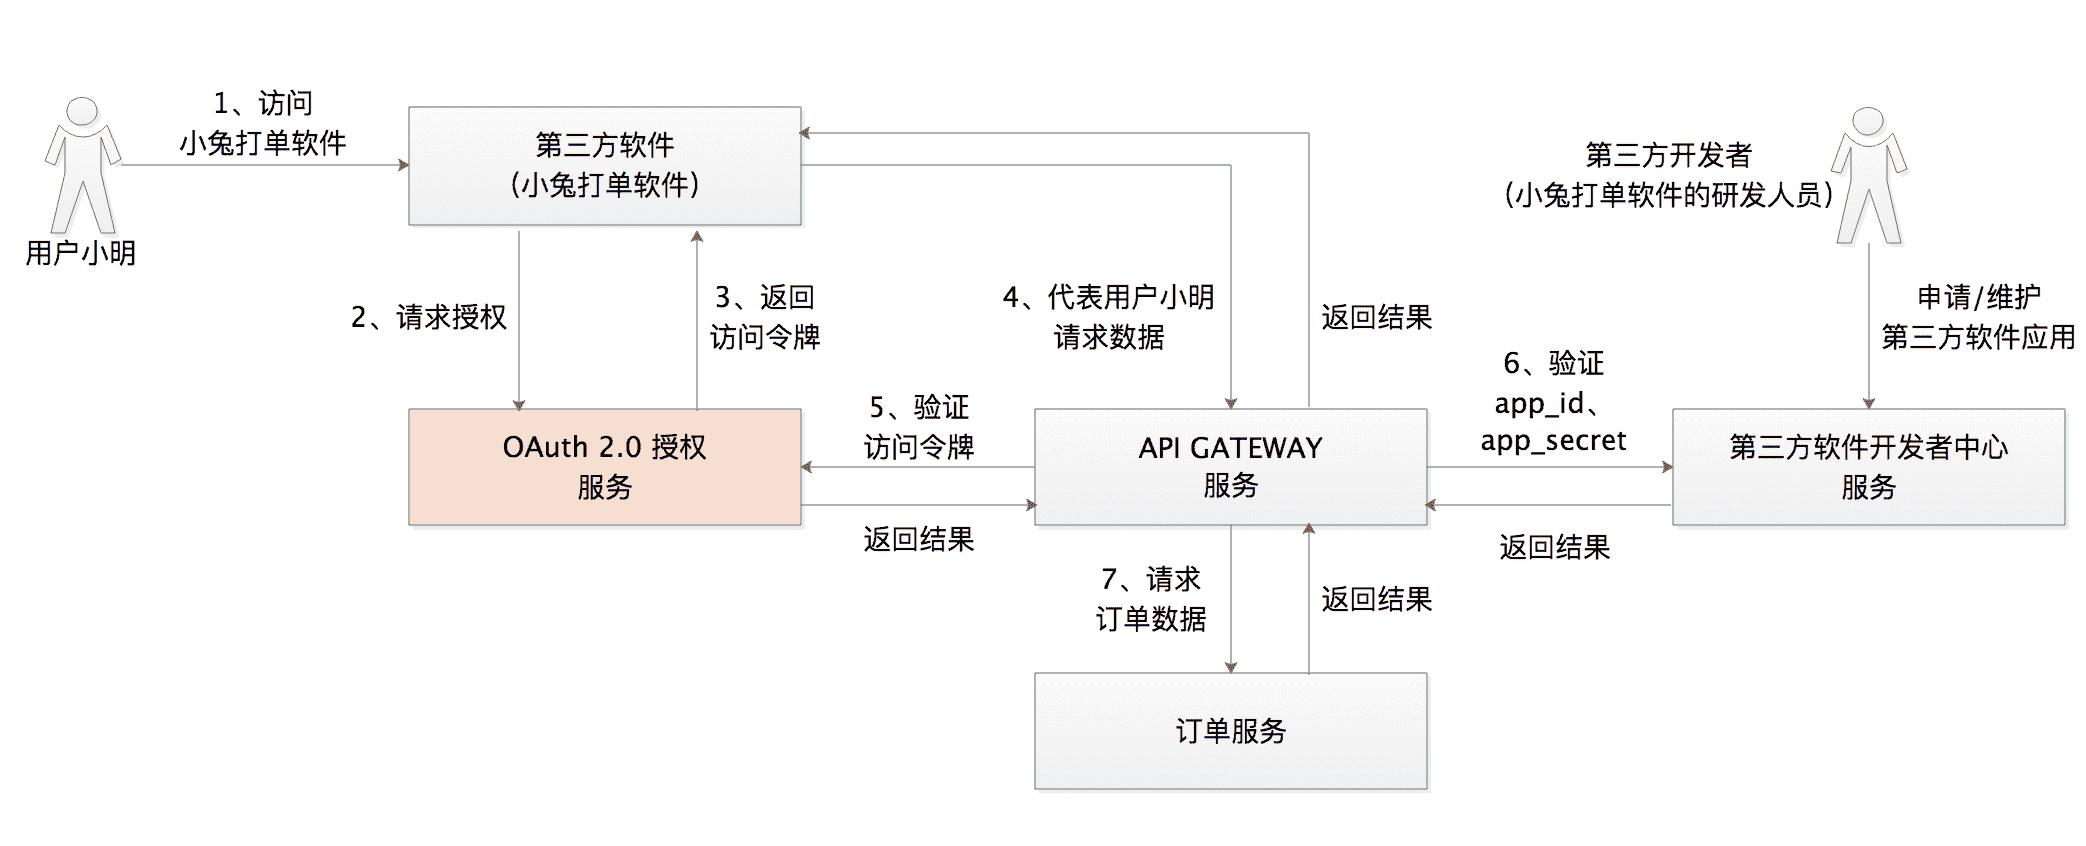 1、访问
小兔打单软件
用户小明
第三方软件
(小兔打单软件)
第三方开发者
(小兔打单软件的研发人员)
2、请求授权
3、返回
访问令牌
4、代表用户小明
请求数据
返回结果
申请/维护
第三方软件应用
5、验证
访问令牌
6、验证
app_id、
app_secret
OAuth 2.0 授权
服务
API GATEWAY
服务
第三方软件开发者中心
服务
返回结果
返回结果
7、请求
订单数据
返回结果
订单服务